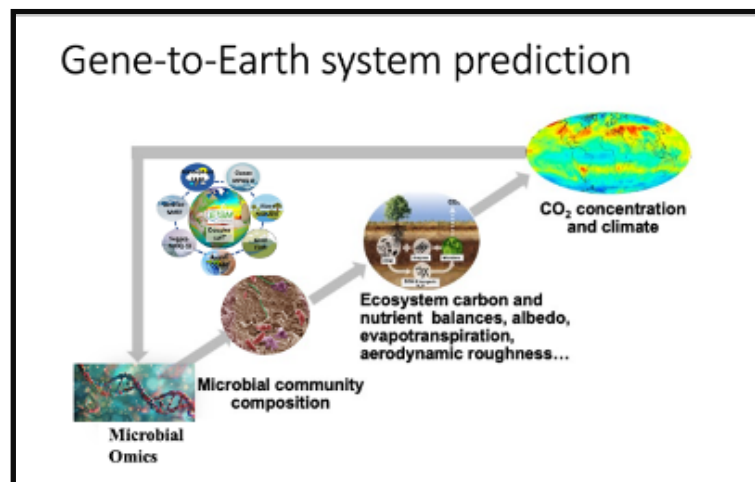 Gene-to-Earth system prediction
CO₂ concentration
and climate
CO₂
Ecosystem carbon and
nutrient balances, albedo,
evapotranspiration,
aerodynamic roughness…
Microbial community
composition
Microbial
Omics